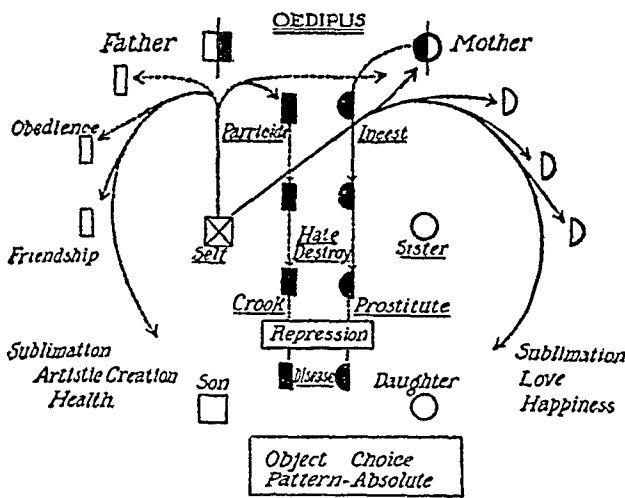 OEDIPUS
Father
Mother
Obedience
Parricide
Incest
Friendship
Self
Hate
Destroy
Sister
Crook
Prostitute
Repression
Sublimation
Artistic Creation
Health
Son
Disease
Daughter
Sublimation
Love
Happiness
Object Choice
Pattern-Absolute